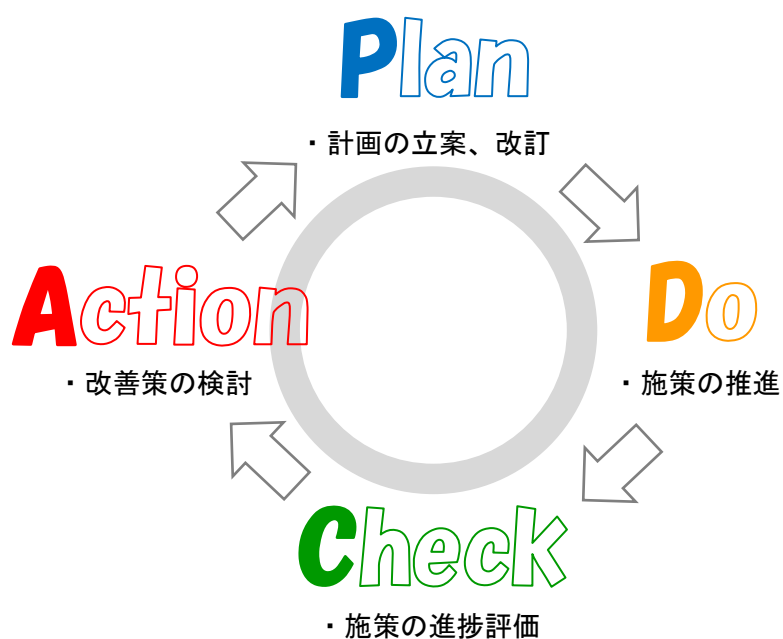 Plan
・計画の立案、改訂
Do
・施策の推進
Check
・施策の進捗評価
Action
・改善策の検討